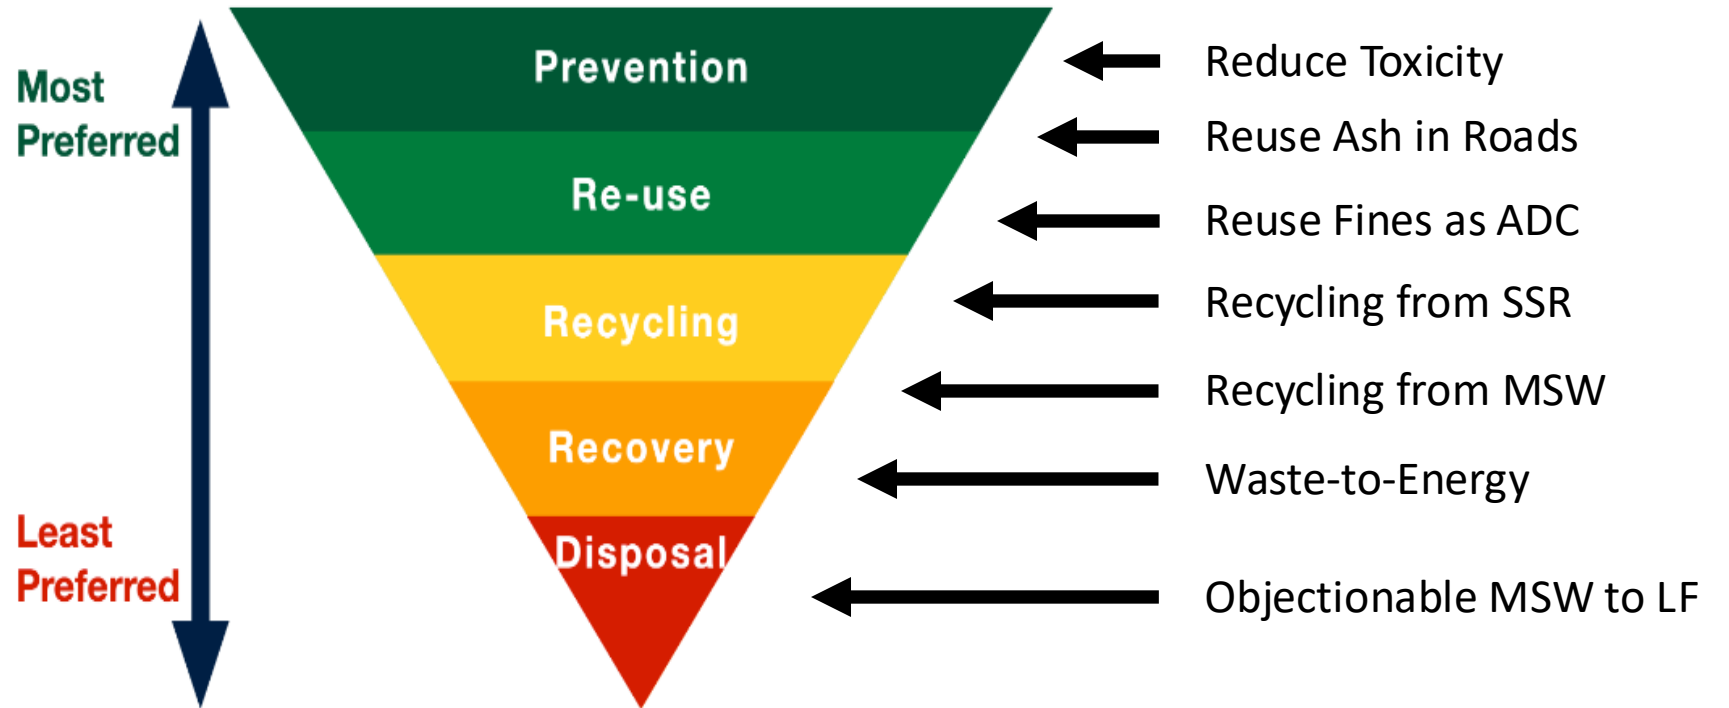 Most
Preferred
Least
Preferred
Prevention
Re-use
Recycling
Recovery
Disposal
Reduce Toxicity
Reuse Ash in Roads
Reuse Fines as ADC
Recycling from SSR
Recycling from MSW
Waste-to-Energy
Objectionable MSW to LF